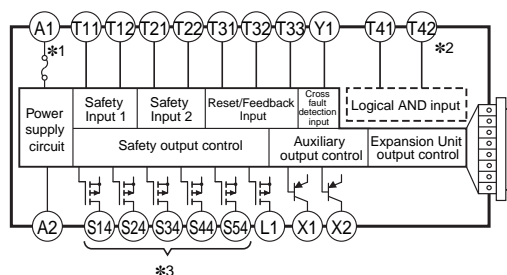 A1 T11 T12 T21 T22 T31 T32 T33 Y1 T41 T42
*1
*2
Power supply circuit
Safety Input 1
Safety Input 2
Reset/Feedback Input
Cross fault detection input
Logical AND input
Safety output control
Auxiliary output control
Expansion Unit output control
A2 S14 S24 S34 S44 S54 L1 X1 X2
*3